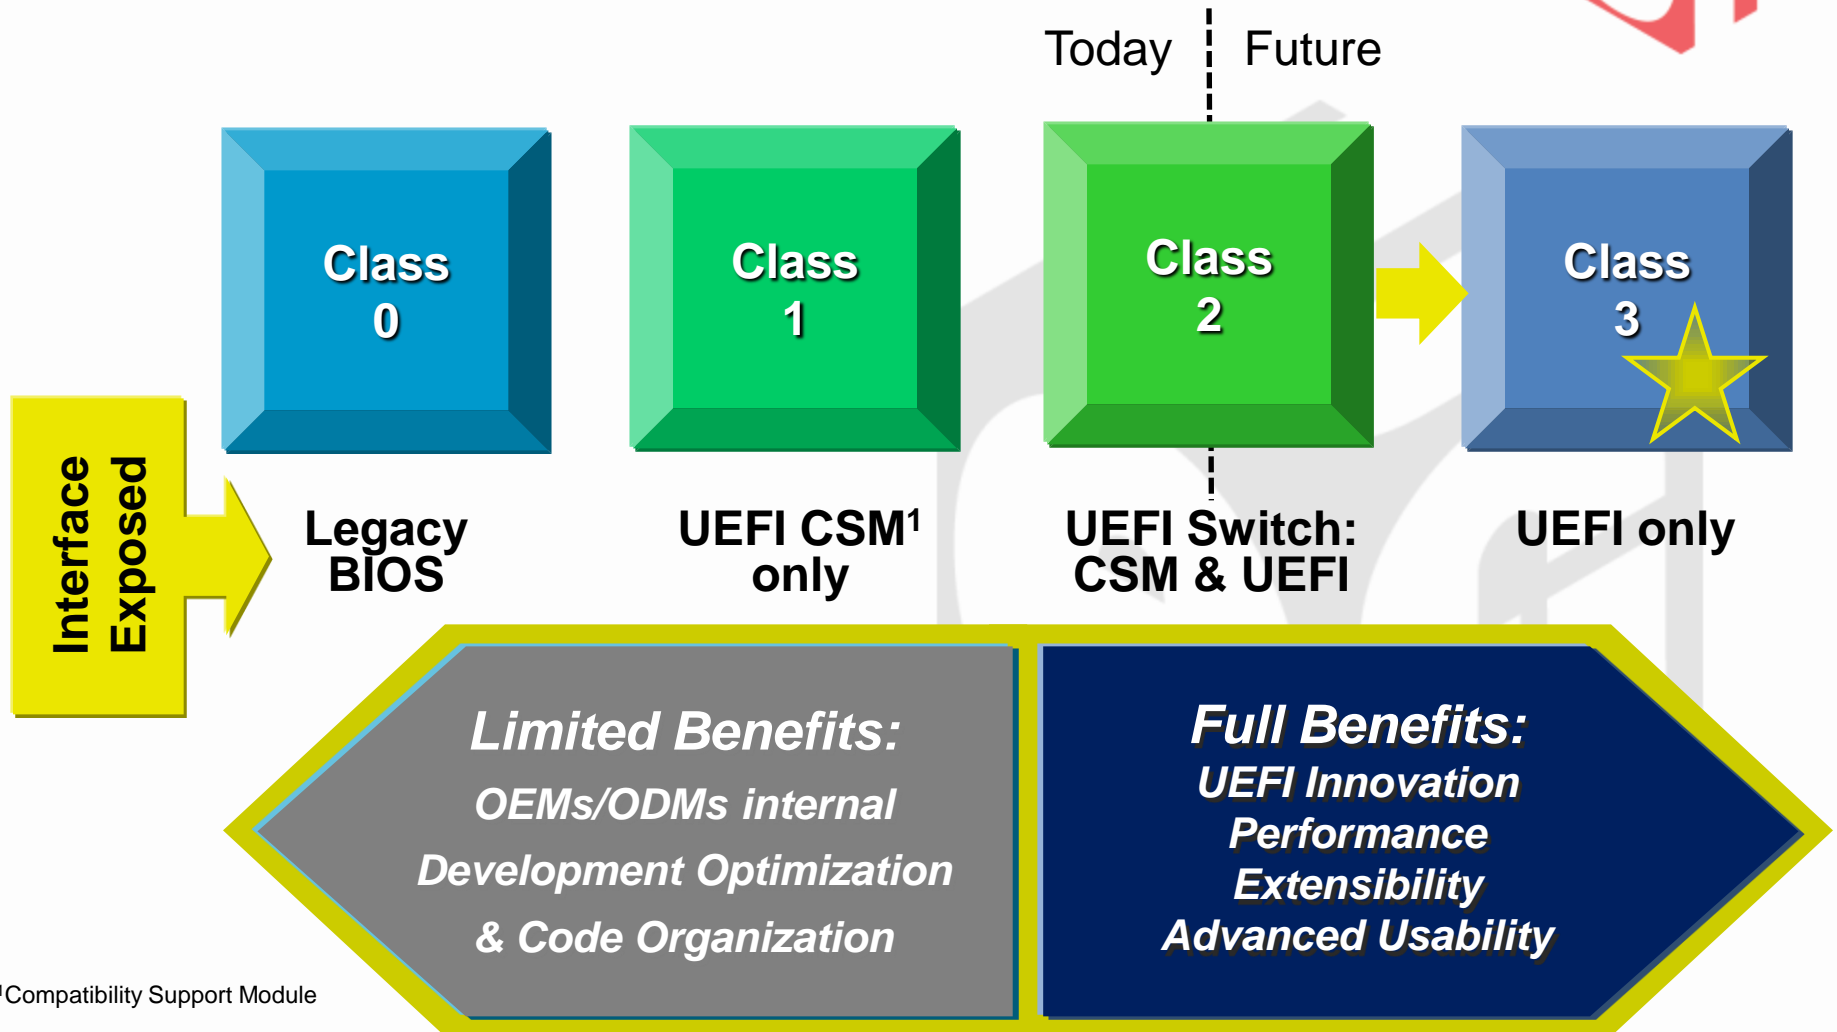 Today
Future
Class
0
Class
1
Class
2
Class
3
Interface
Exposed
Legacy
BIOS
UEFI CSM¹
only
UEFI Switch:
CSM & UEFI
UEFI only
Limited Benefits:
OEMs/ODMs internal
Development Optimization
& Code Organization
Full Benefits:
UEFI Innovation
Performance
Extensibility
Advanced Usability
¹Compatibility Support Module